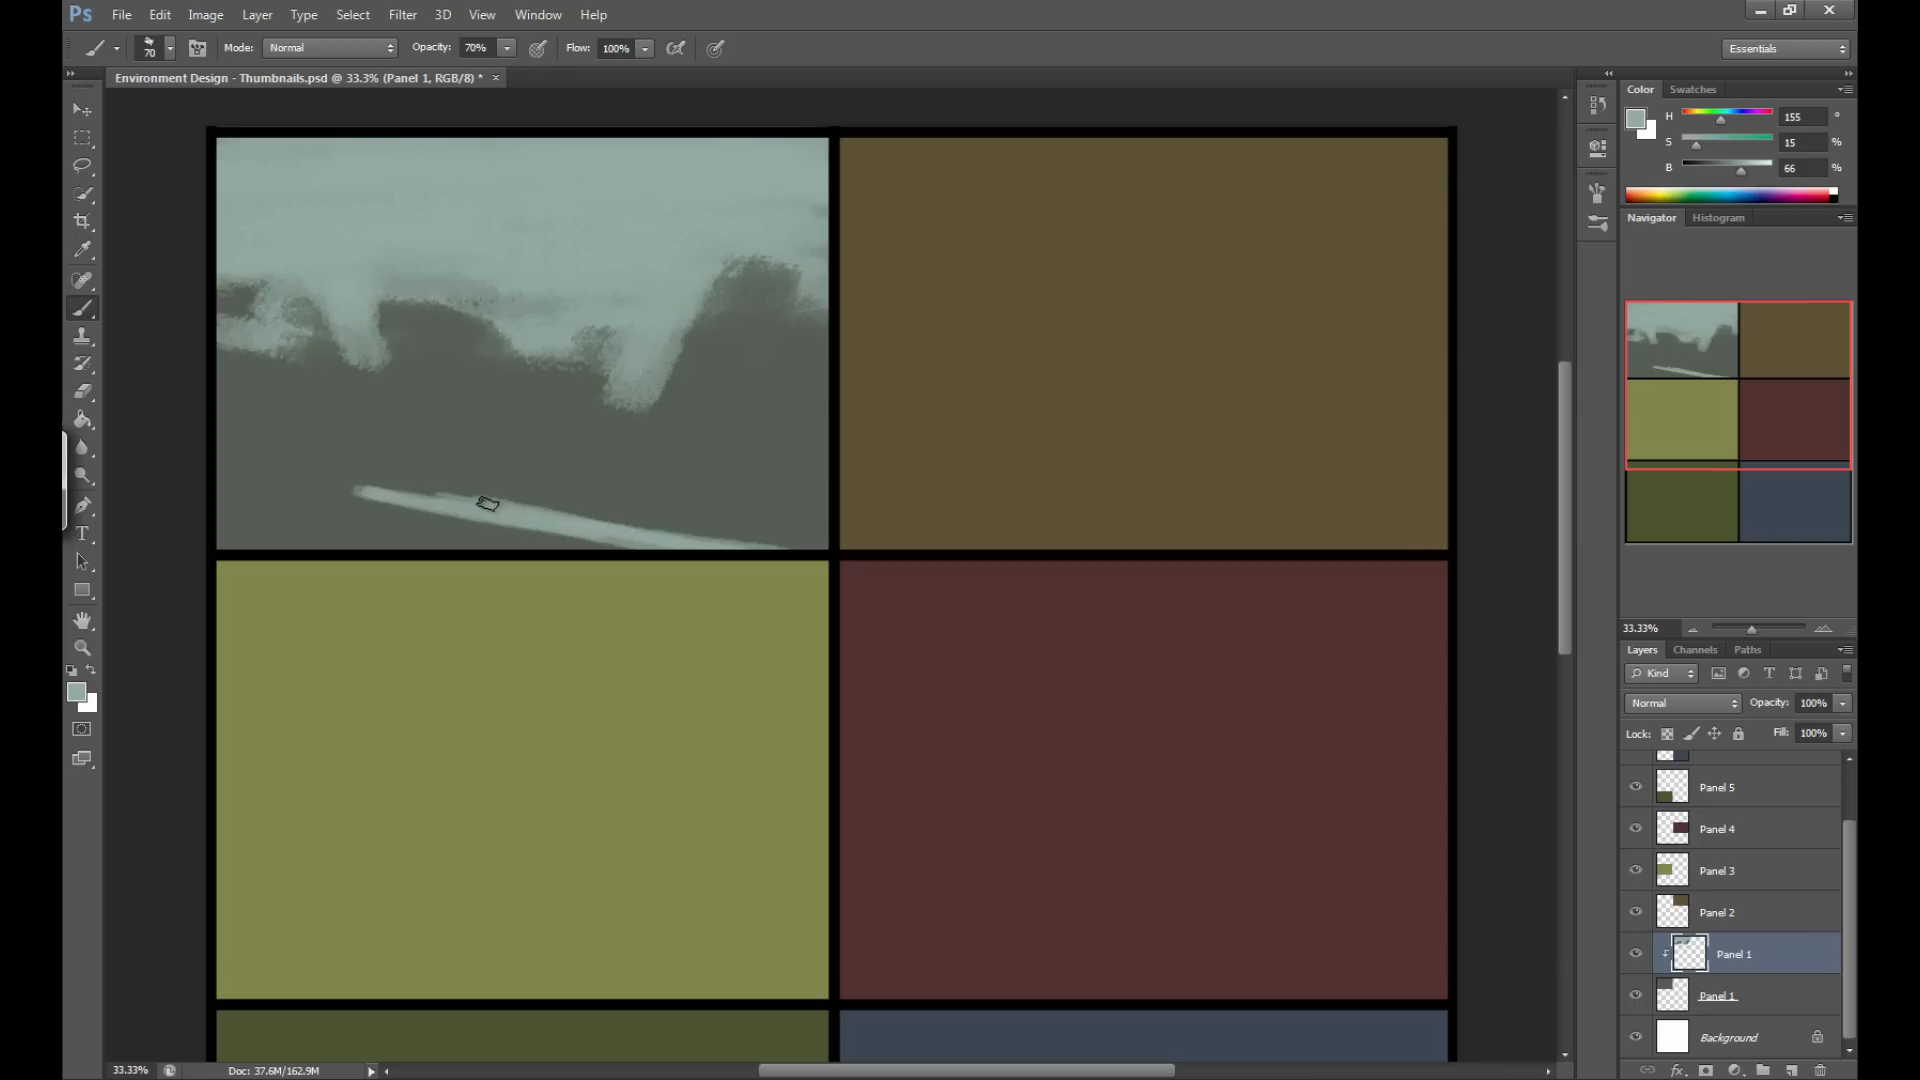 Ps File Edit Image Layer Type Select Filter 3D View Window Help
70 Mode: Normal Opacity: 70% Flow: 100% Essentials
Environment Design - Thumbnails.psd @ 33.3% (Panel 1, RGB/8) * ×
Color Swatches
H 155 °
S 15 %
B 66 %
Navigator Histogram
33.33%
Layers Channels Paths
Kind T
Normal Opacity: 100%
Lock: Fill: 100%
Panel 5
Panel 4
Panel 3
Panel 2
Panel 1
Panel 1
Background
fx
T
33.33% Doc: 37.6M/162.9M